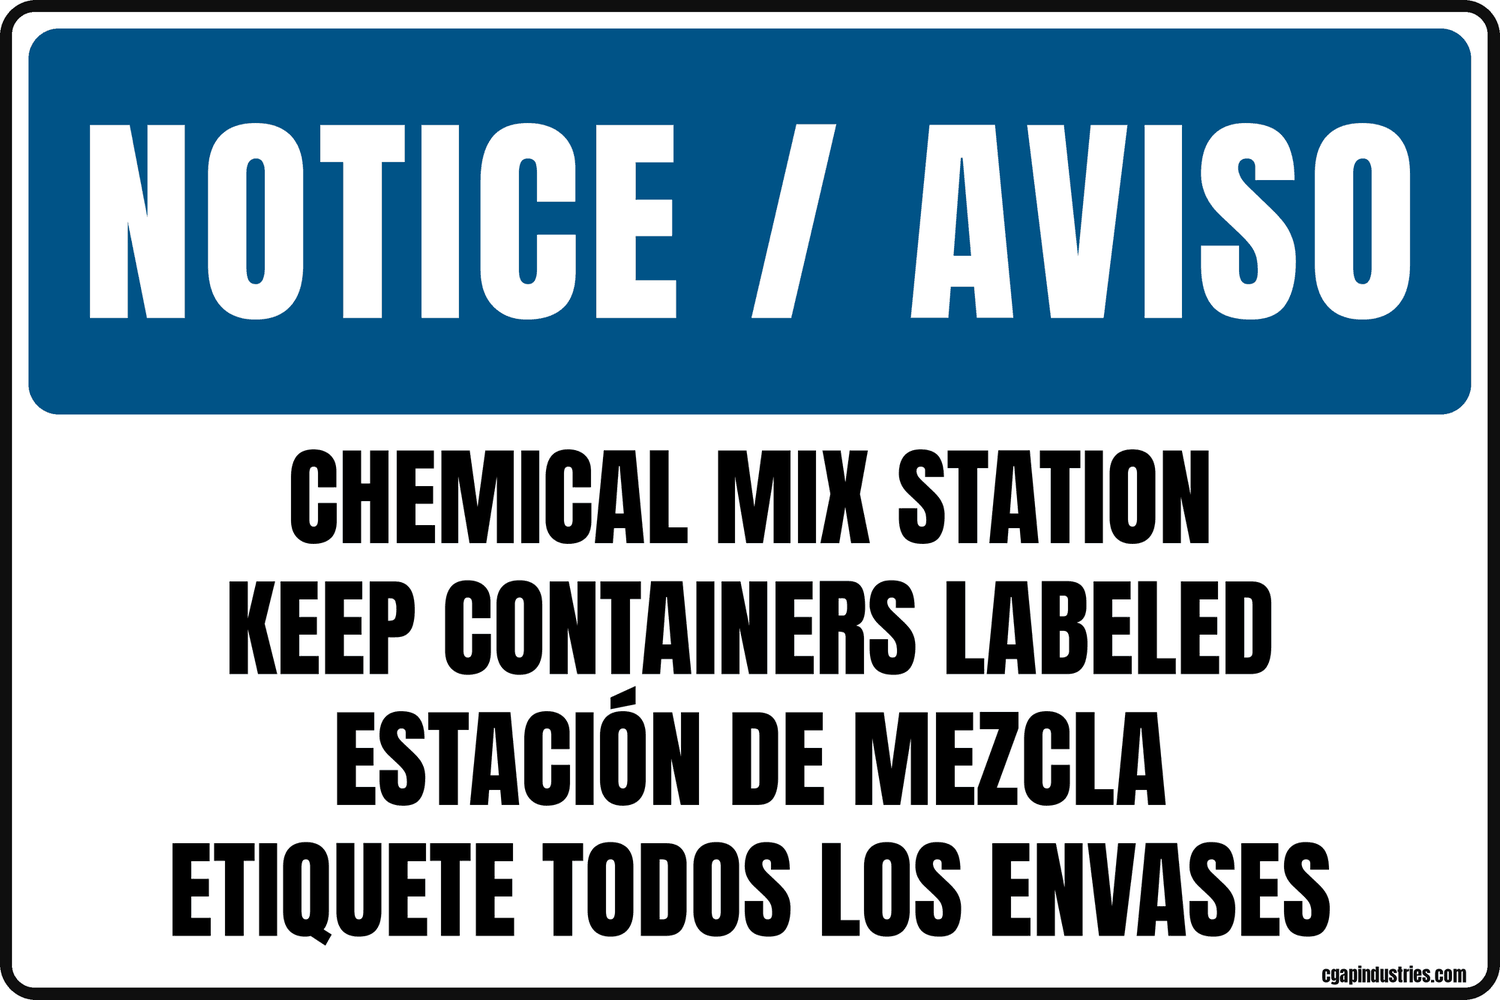 NOTICE / AVISO
CHEMICAL MIX STATION
KEEP CONTAINERS LABELED
ESTACIÓN DE MEZCLA
ETIQUETE TODOS LOS ENVASES
cgapindustries.com